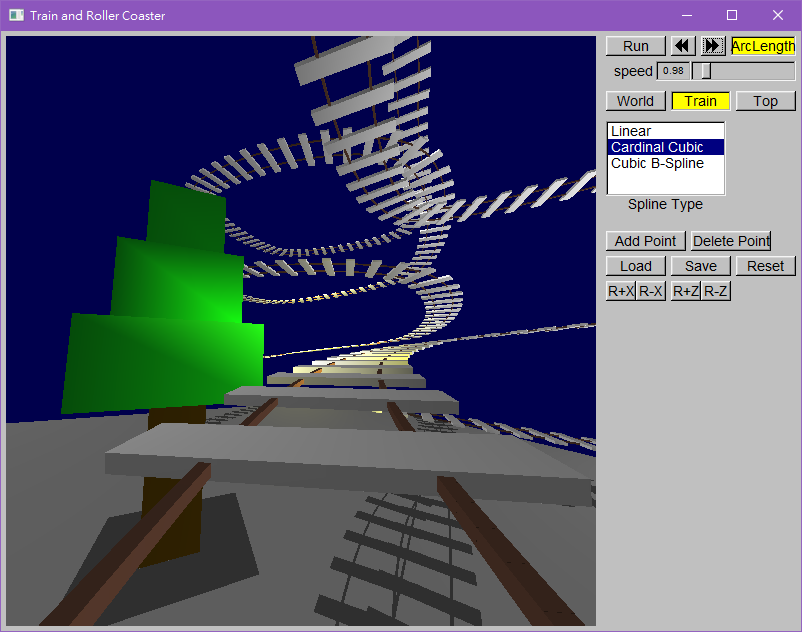 Train and Roller Coaster
Run ArcLength
speed 0.98
World Train Top
Linear
Cardinal Cubic
Cubic B-Spline
Spline Type
Add Point Delete Point
Load Save Reset
R+X R-X R+Z R-Z